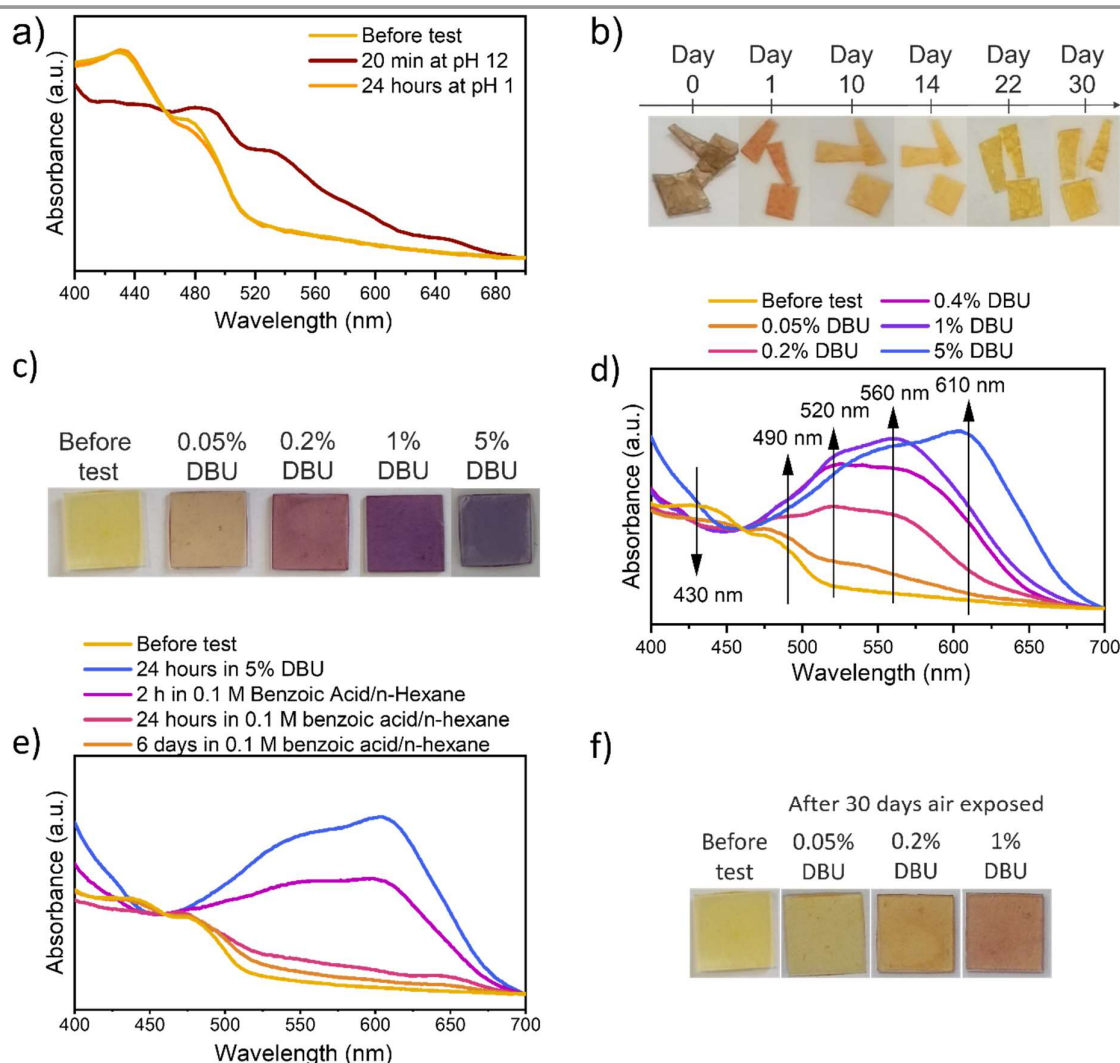 a)
Before test
20 min at pH 12
24 hours at pH 1
Absorbance (a.u.)
400 440 480 520 560 600 640 680
Wavelength (nm)
b)
Day Day Day Day Day Day
0 1 10 14 22 30
c)
Before test
0.05% DBU
0.2% DBU
1% DBU
5% DBU
Before test
0.05% DBU
0.2% DBU
0.4% DBU
1% DBU
5% DBU
d)
430 nm
490 nm
520 nm
560 nm
610 nm
Absorbance (a.u.)
400 450 500 550 600 650 700
Wavelength (nm)
Before test
24 hours in 5% DBU
2 h in 0.1 M Benzoic Acid/n-Hexane
24 hours in 0.1 M benzoic acid/n-hexane
6 days in 0.1 M benzoic acid/n-hexane
e)
Absorbance (a.u.)
400 450 500 550 600 650 700
Wavelength (nm)
f)
After 30 days air exposed
Before test
0.05% DBU
0.2% DBU
1% DBU